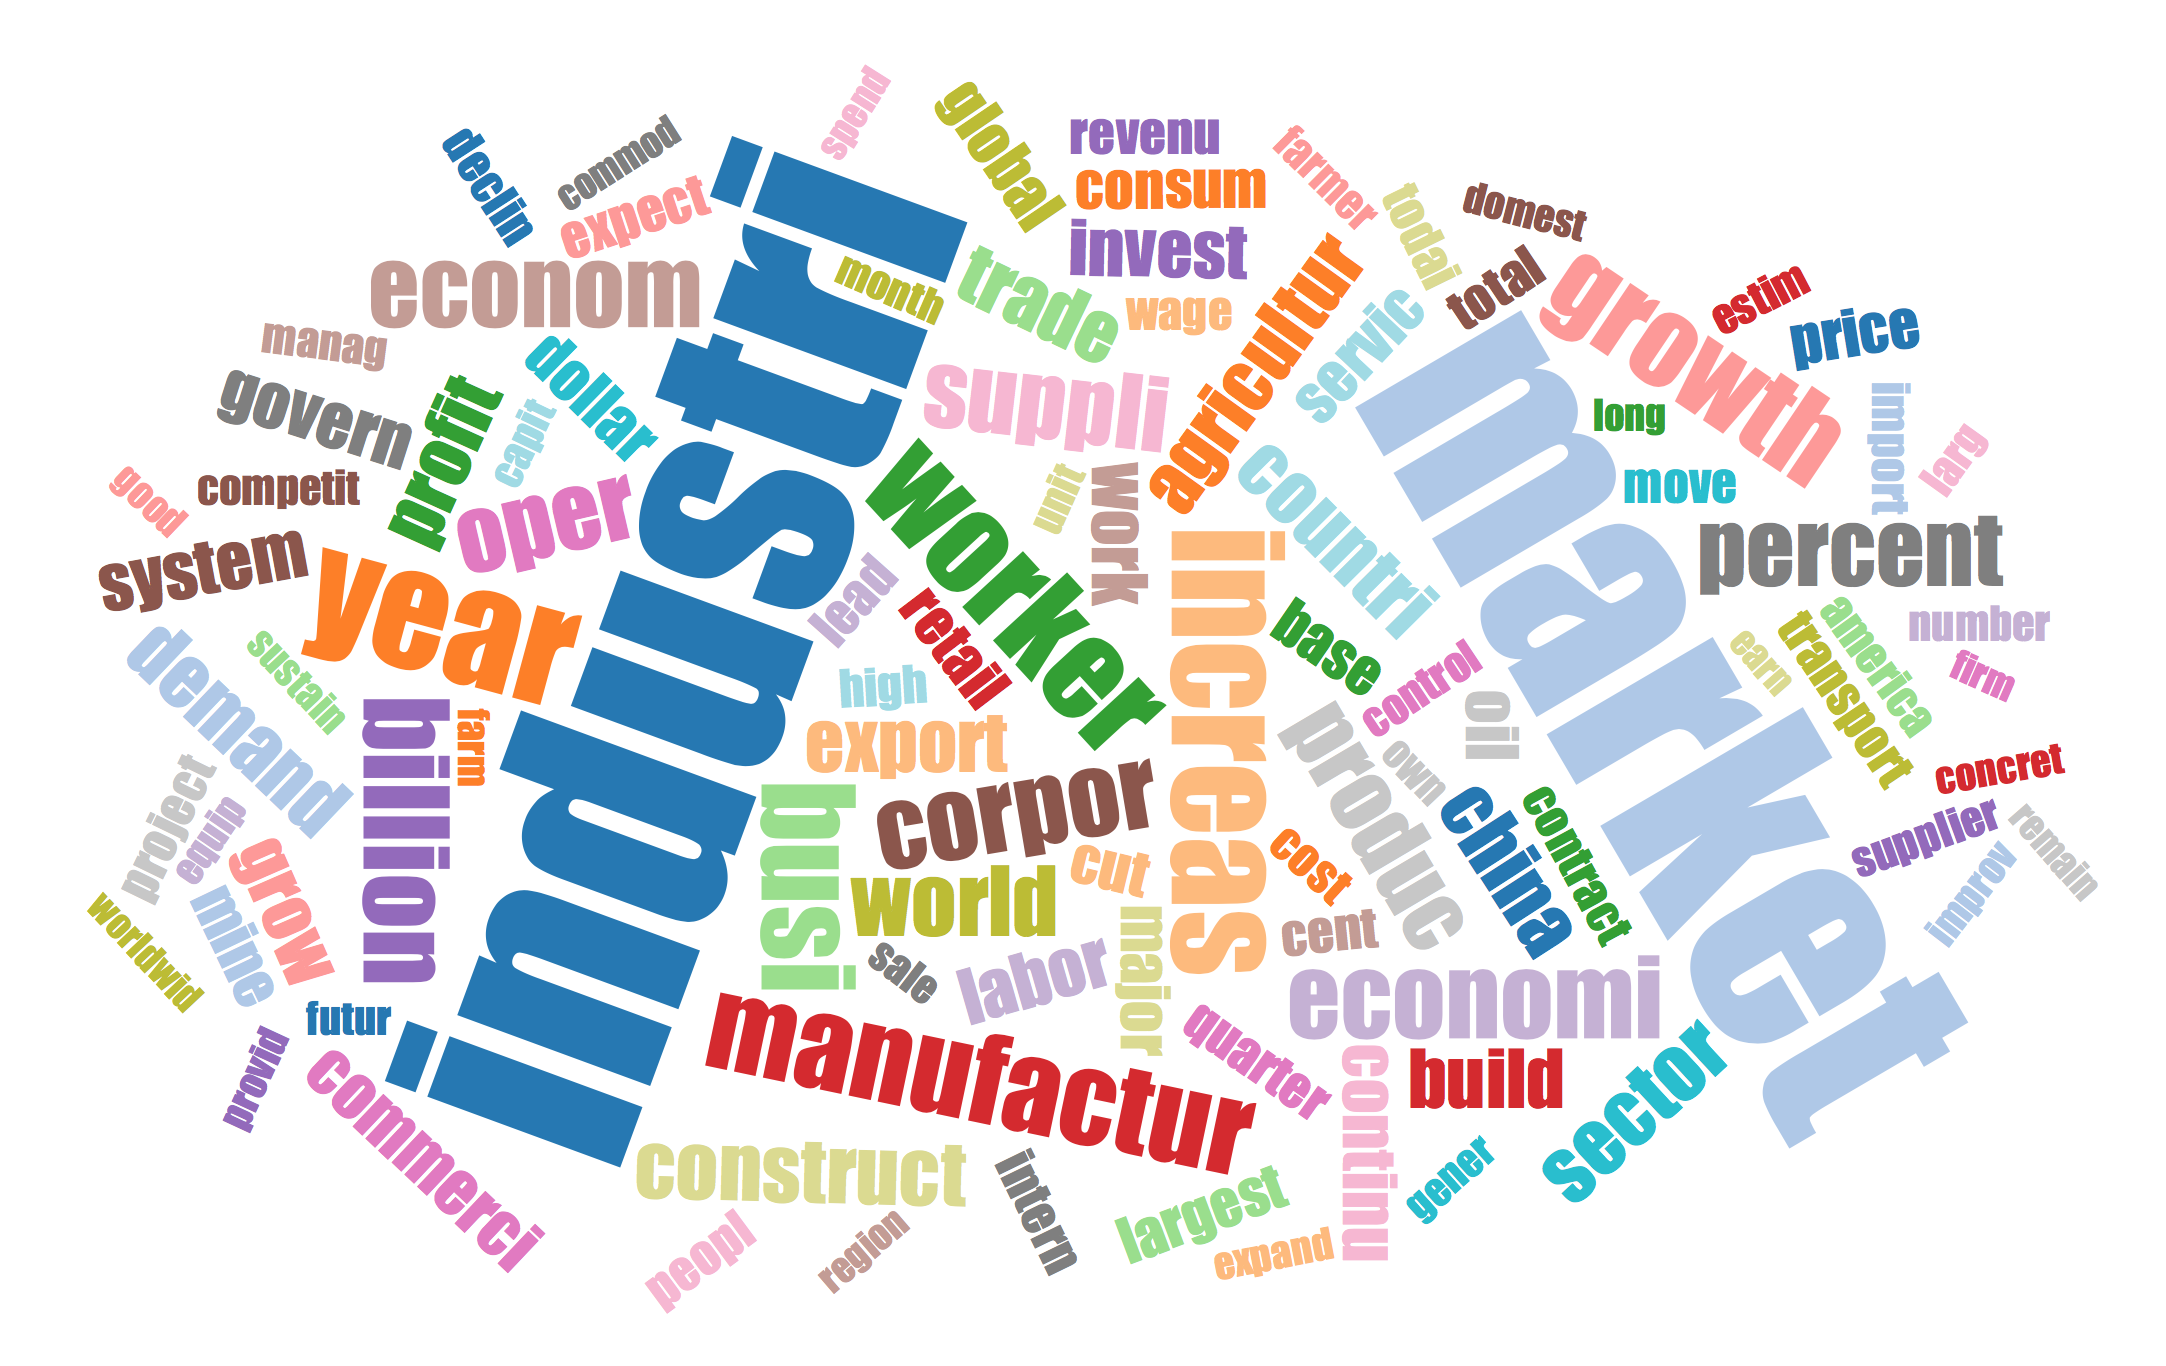 spend
global
revenu
declin
commod
farmer
consum
expect
industri
todai
domest
invest
econom
month
trade
wage
agricultur
servic
total
growth
estim
price
manag
dollar
suppli
market
long
import
larg
govern
profit
capit
good
competit
oper
worker
unit
work
countri
move
percent
system
year
lead
retail
increas
base
control
earn
transport
america
number
firm
demand
sustain
billion
farm
high
export
produc
oil
own
china
contract
concret
supplier
remain
improv
project
equip
grow
mine
worldwid
busi
corpor
world
cut
cost
cent
sale
labor
major
economi
futur
provid
commerci
manufactur
quarter
continu
build
sector
construct
intern
largest
gener
peopl
region
expand